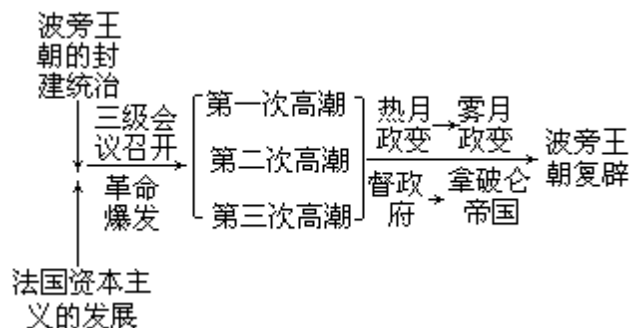 波旁王
朝的封
建统治
三级会
议召开
革命
爆发
法国资本主
义的发展
第一次高潮
第二次高潮
第三次高潮
热月
政变
雾月
政变
督政
府
拿破仑
帝国
波旁王
朝复辟